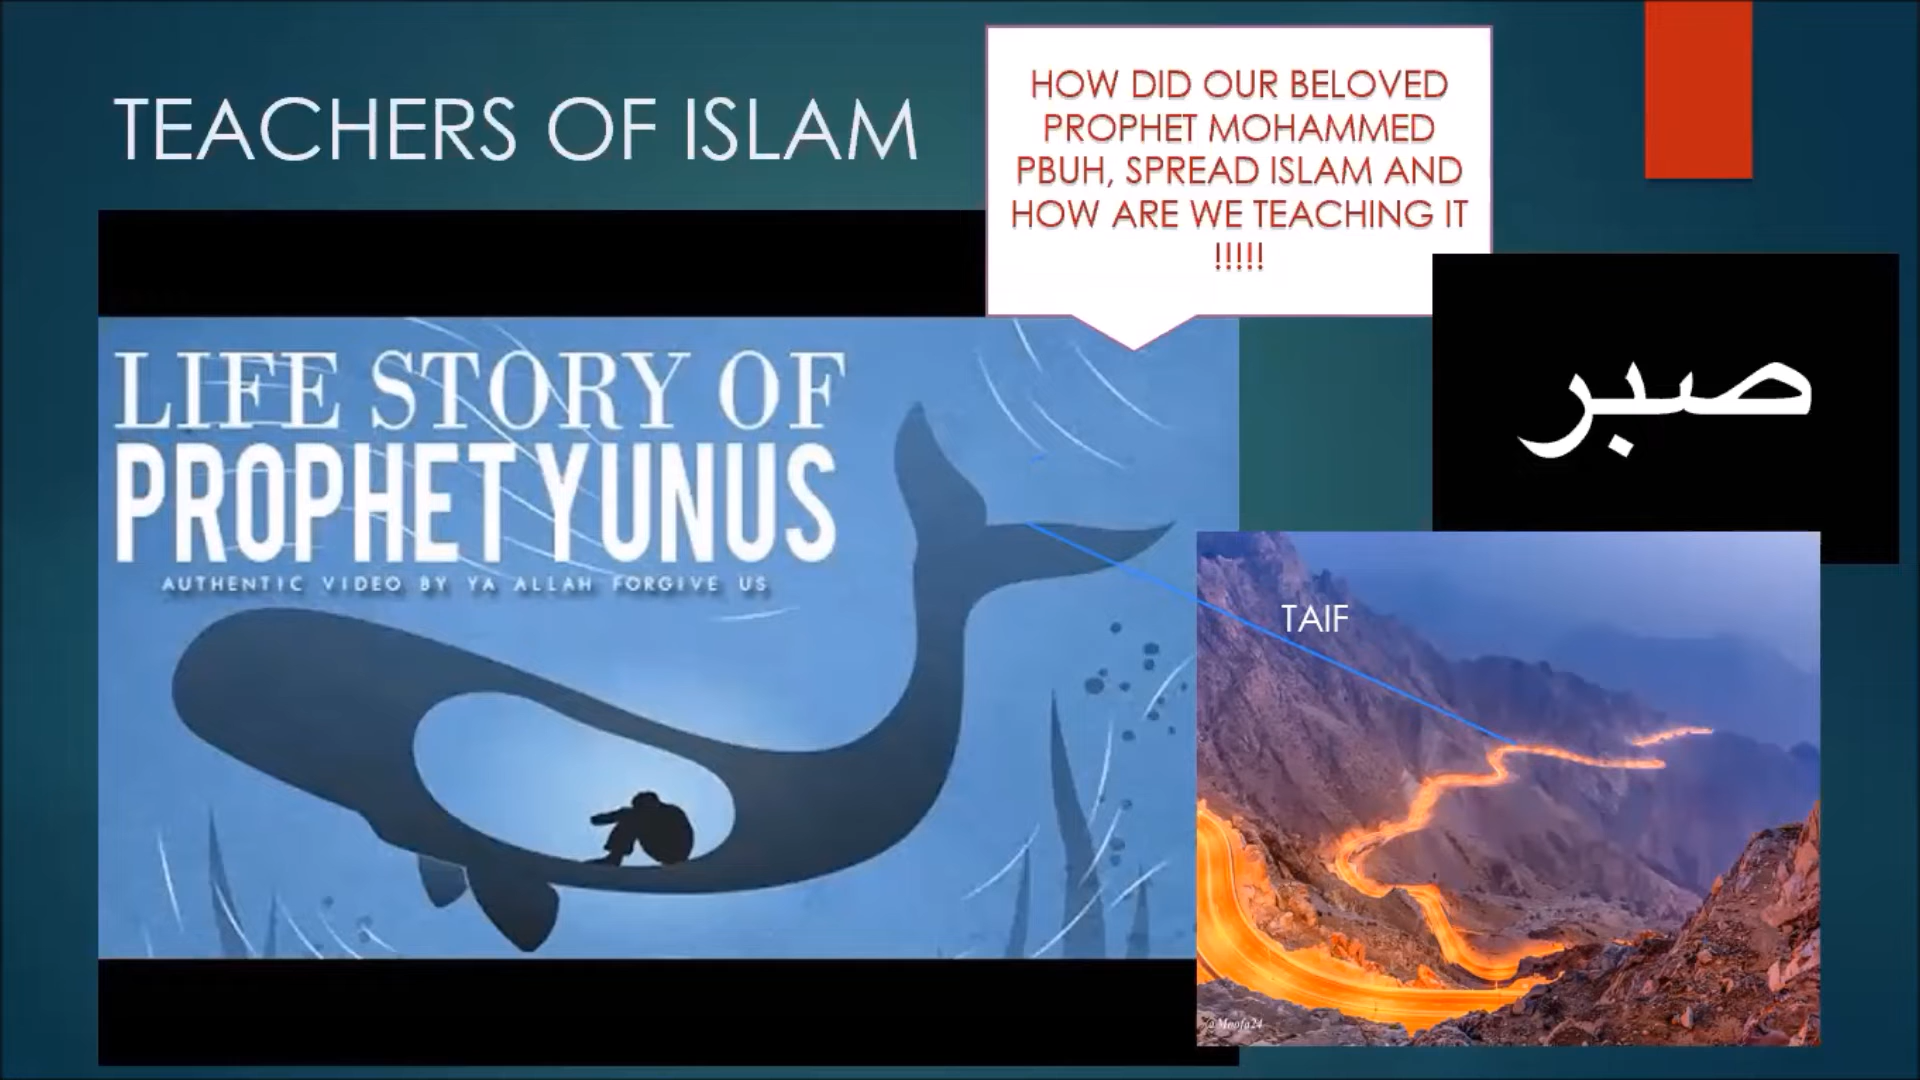 TEACHERS OF ISLAM
HOW DID OUR BELOVED
PROPHET MOHAMMED
PBUH, SPREAD ISLAM AND
HOW ARE WE TEACHING IT
!!!!!
LIFE STORY OF
PROPHET YUNUS
AUTHENTIC VIDEO BY YA ALLAH FORGIVE US
صبر
TAIF
@Moofa24